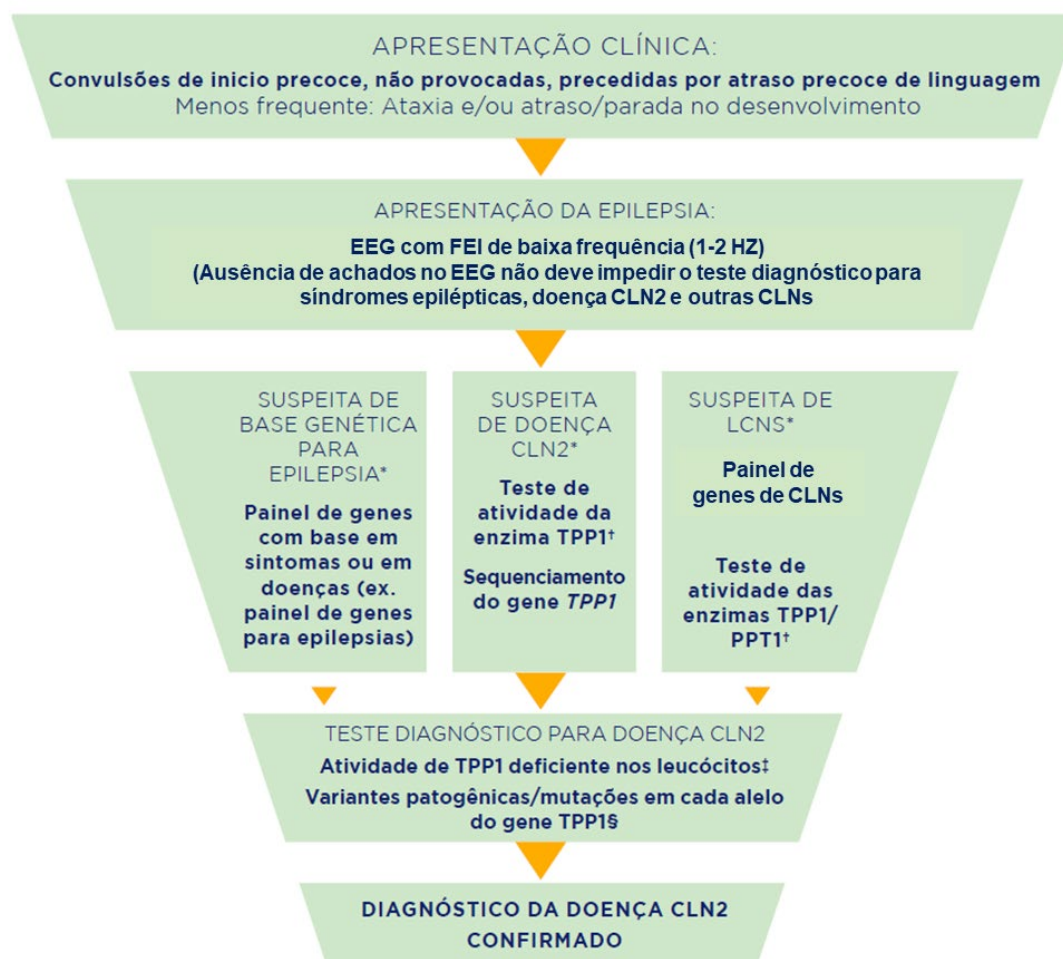 APRESENTAÇÃO CLÍNICA:
Convulsões de inicio precoce, não provocadas, precedidas por atraso precoce de linguagem
Menos frequente: Ataxia e/ou atraso/parada no desenvolvimento
APRESENTAÇÃO DA EPILEPSIA:
EEG com FEI de baixa frequência (1-2 HZ)
(Ausência de achados no EEG não deve impedir o teste diagnóstico para
síndromes epilépticas, doença CLN2 e outras CLNs
SUSPEITA DE
BASE GENÉTICA
PARA
EPILEPSIA*
Painel de genes
com base em
sintomas ou em
doenças (ex.
painel de genes
para epilepsias)
SUSPEITA
DE DOENÇA
CLN2*
Teste de
atividade da
enzima TPP1†
Sequenciamento
do gene TPP1
SUSPEITA DE
LCNS*
Painel de
genes de CLNs
Teste de
atividade das
enzimas TPP1/
PPT1†
TESTE DIAGNÓSTICO PARA DOENÇA CLN2
Atividade de TPP1 deficiente nos leucócitos‡
Variantes patogênicas/mutações em cada alelo
do gene TPP1§
DIAGNÓSTICO DA DOENÇA CLN2
CONFIRMADO